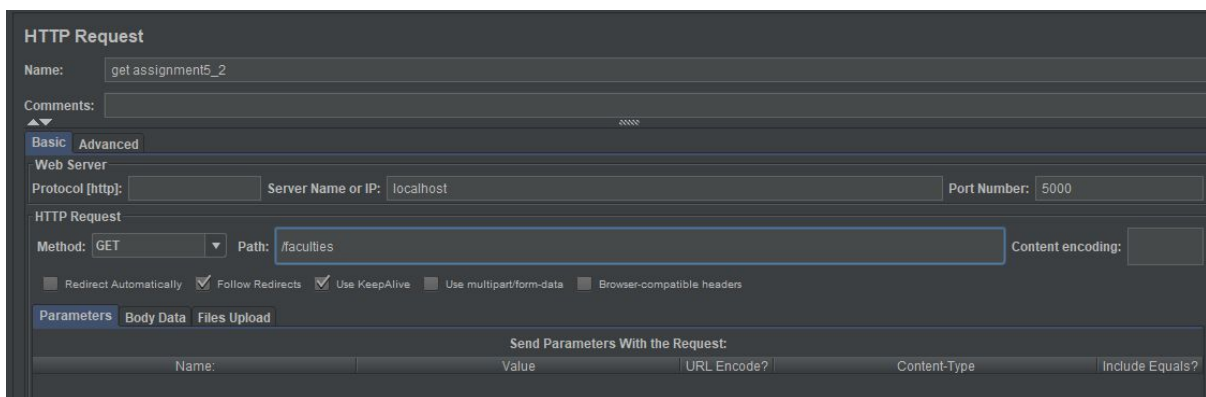 HTTP Request
Name: get assignment5_2
Comments:
Basic Advanced
Web Server
Protocol [http]: Server Name or IP: localhost Port Number: 5000
HTTP Request
Method: GET Path: /faculties Content encoding:
Redirect Automatically Follow Redirects Use KeepAlive Use multipart/form-data Browser-compatible headers
Parameters Body Data Files Upload
Send Parameters With the Request:
Name: Value URL Encode? Content-Type Include Equals?